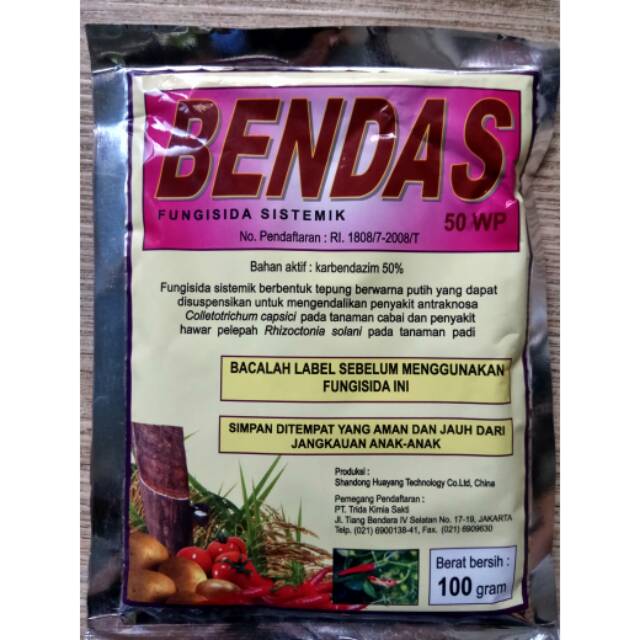 BENDAS
FUNGISIDA SISTEMIK
50 WP
No. Pendaftaran : RI. 1808/7-2008/T
Bahan aktif : karbendazim 50%
Fungisida sistemik berbentuk tepung berwarna putih yang dapat
disuspensikan untuk mengendalikan penyakit antraknosa
Colletotrichum capsici pada tanaman cabai dan penyakit
hawar pelepah Rhizoctonia solani pada tanaman padi
BACALAH LABEL SEBELUM MENGGUNAKAN
FUNGISIDA INI
SIMPAN DITEMPAT YANG AMAN DAN JAUH DARI
JANGKAUAN ANAK-ANAK
Produksi :
Shandong Huayang Technology Co.Ltd, China
Pemegang Pendaftaran :
PT. Trida Kimia Sakti
Jl. Tiang Bendera IV Selatan No. 17-19, JAKARTA
Telp. (021) 6900138-41, Fax. (021) 6909630
Berat bersih :
100 gram